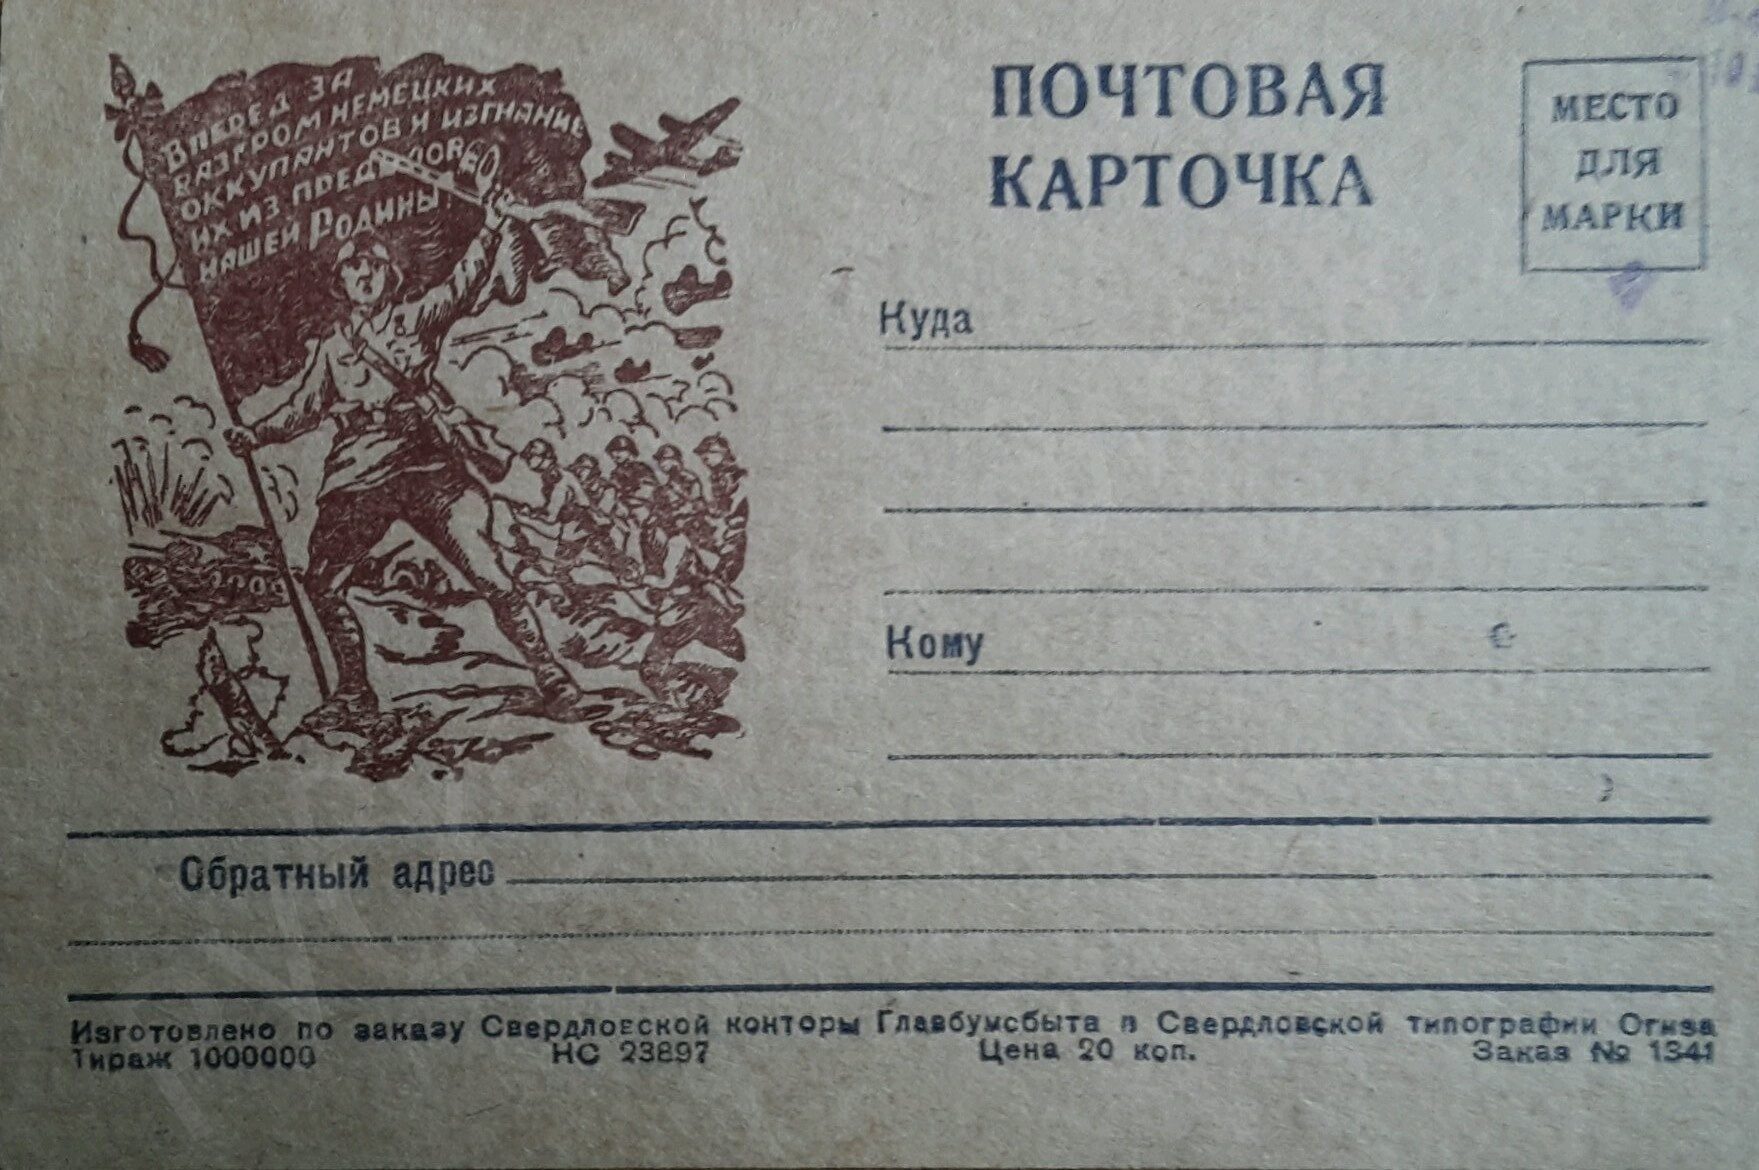 Вперед за
разгром немецких
оккупантов и изгнание
их из пределов
нашей Родины!
ПОЧТОВАЯ
КАРТОЧКА
МЕСТО
ДЛЯ
МАРКИ
Куда
Кому
Обратный адрес
Изготовлено по заказу Свердловской конторы Главбумсбыта в Свердловской типографии Огиза
Тираж 1000000 НС 23897 Цена 20 коп. Заказ № 1341